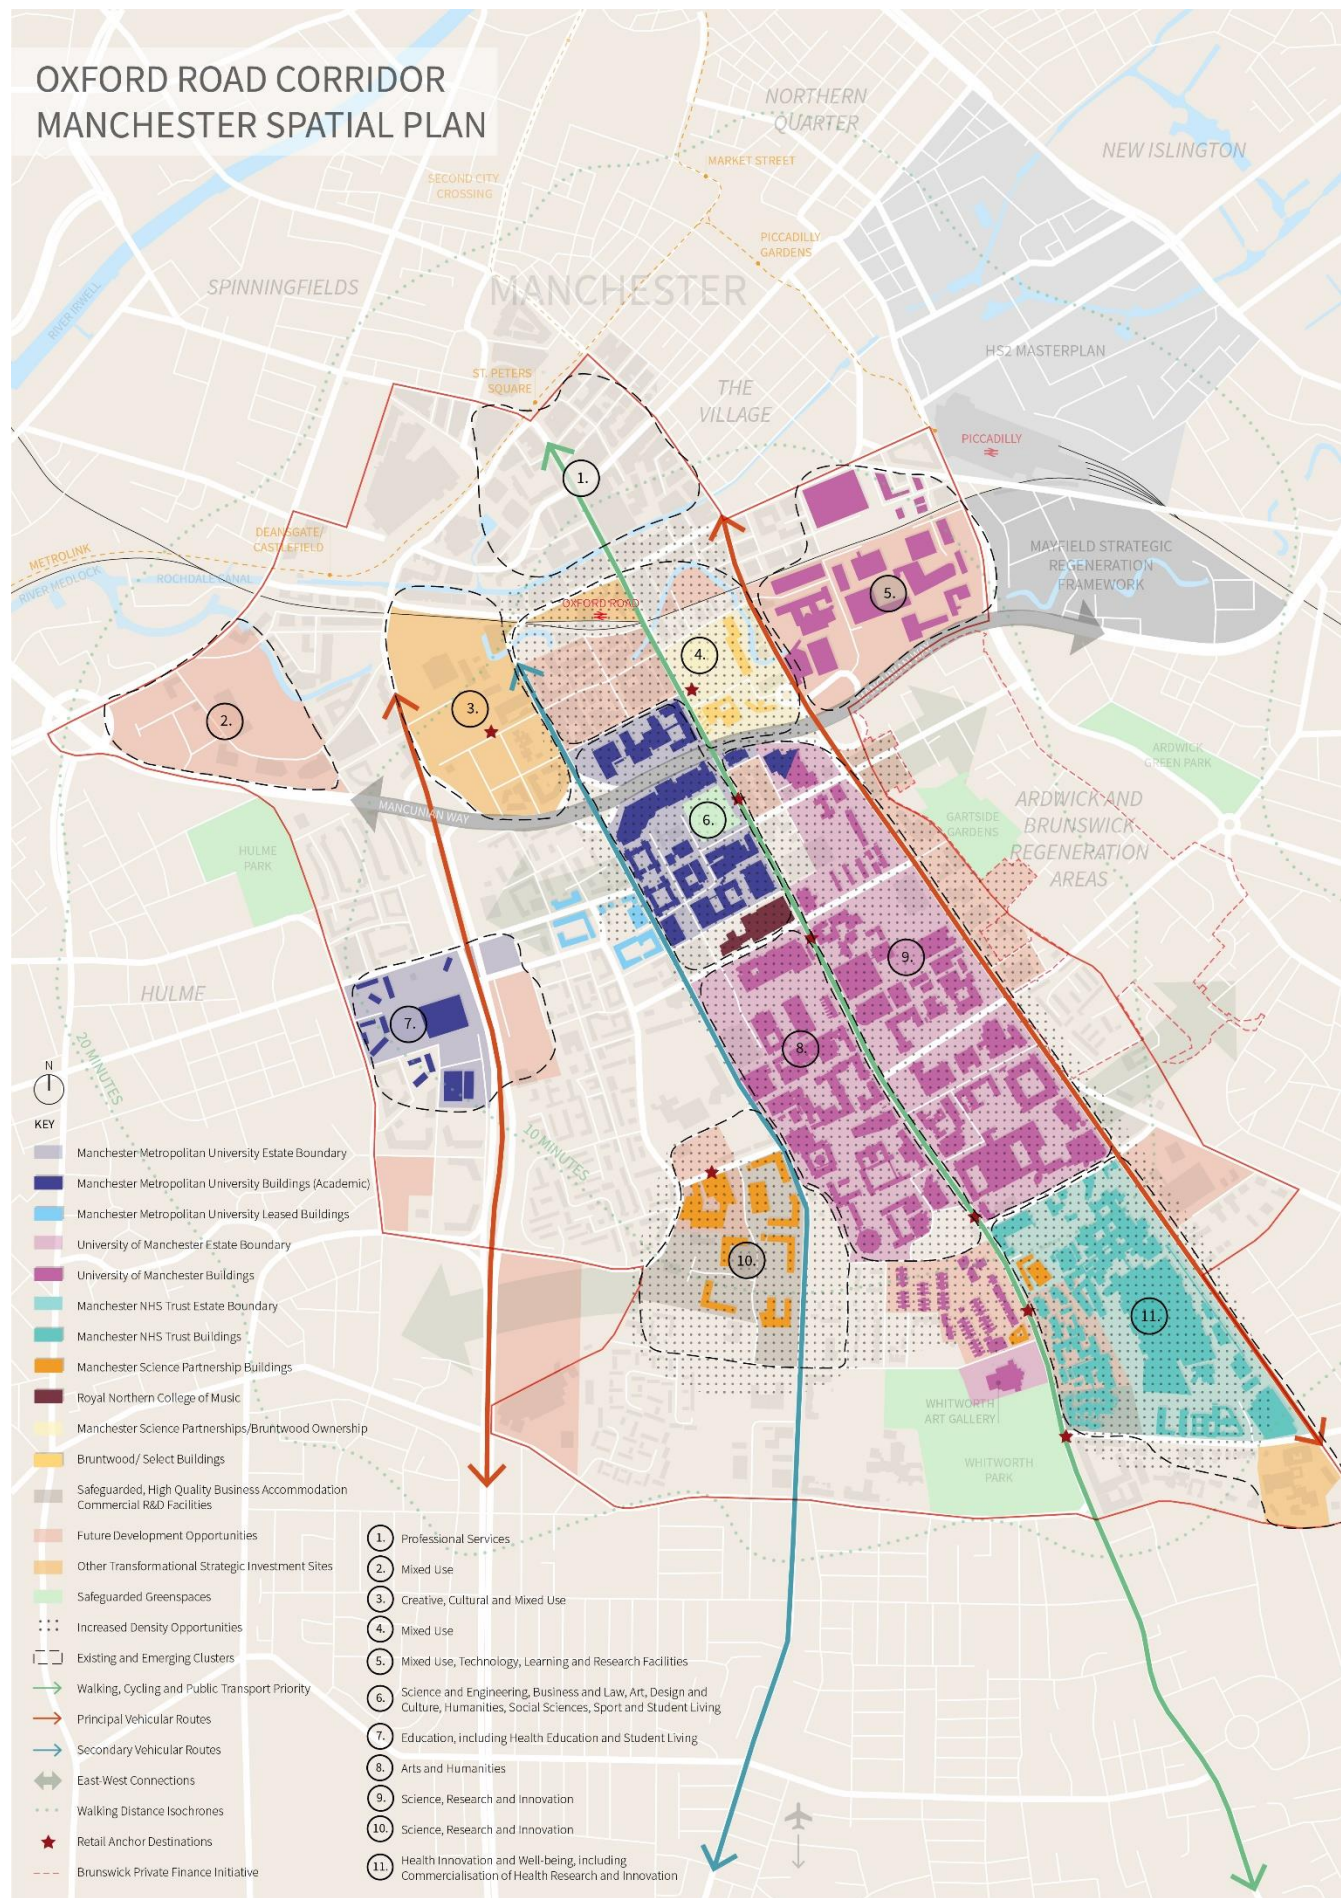 OXFORD ROAD CORRIDOR
MANCHESTER SPATIAL PLAN
NORTHERN
QUARTER
NEW ISLINGTON
MARKET STREET
SECOND CITY
CROSSING
PICCADILLY
GARDENS
SPINNINGFIELDS
MANCHESTER
RIVER IRWELL
HS2 MASTERPLAN
ST. PETERS
SQUARE
THE
VILLAGE
PICCADILLY
1.
DEANSGATE/
CASTLEFIELD
METROLINK
RIVER MEDLOCK
ROCHDALE CANAL
MAYFIELD STRATEGIC
REGENERATION
FRAMEWORK
OXFORD ROAD
5.
4.
2.
3.
ARDWICK
GREEN PARK
MANCUNIAN WAY
6.
GARTSIDE
GARDENS
ARDWICK AND
BRUNSWICK
REGENERATION
AREAS
HULME
PARK
9.
HULME
7.
8.
20 MINUTES
10 MINUTES
10.
11.
WHITWORTH
ART GALLERY
WHITWORTH
PARK
N
KEY
Manchester Metropolitan University Estate Boundary
Manchester Metropolitan University Buildings (Academic)
Manchester Metropolitan University Leased Buildings
University of Manchester Estate Boundary
University of Manchester Buildings
Manchester NHS Trust Estate Boundary
Manchester NHS Trust Buildings
Manchester Science Partnership Buildings
Royal Northern College of Music
Manchester Science Partnerships/Bruntwood Ownership
Bruntwood/ Select Buildings
Safeguarded, High Quality Business Accommodation
Commercial R&D Facilities
Future Development Opportunities
Other Transformational Strategic Investment Sites
Safeguarded Greenspaces
Increased Density Opportunities
Existing and Emerging Clusters
Walking, Cycling and Public Transport Priority
Principal Vehicular Routes
Secondary Vehicular Routes
East-West Connections
Walking Distance Isochrones
Retail Anchor Destinations
Brunswick Private Finance Initiative
1. Professional Services
2. Mixed Use
3. Creative, Cultural and Mixed Use
4. Mixed Use
5. Mixed Use, Technology, Learning and Research Facilities
6. Science and Engineering, Business and Law, Art, Design and
Culture, Humanities, Social Sciences, Sport and Student Living
7. Education, including Health Education and Student Living
8. Arts and Humanities
9. Science, Research and Innovation
10. Science, Research and Innovation
11. Health Innovation and Well-being, including
Commercialisation of Health Research and Innovation